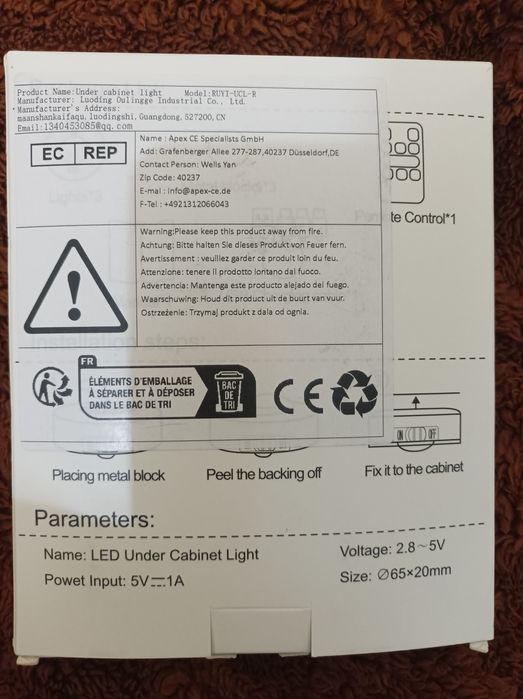 Product Name:Under cabinet light Model:RUYI-UCL-R
Manufacturer: Luoding Oulingge Industrial Co., Ltd.
Manufacturer's Address:
maanshankaifaqu, luodingshi, Guangdong, 527200, CN
Email:1340453085@qq.com
EC REP
Name : Apex CE Specialists GmbH
Add: Grafenberger Allee 277-287,40237 Düsseldorf,DE
Contact Person: Wells Yan
Zip Code: 40237
E-mal : info@apex-ce.de
F-Tel : +4921312066043
Lights*3
te Control*1
Warning:Please keep this product away from fire.
Achtung: Bitte halten Sie dieses Produkt von Feuer fern.
Avertissement : veuillez garder ce produit loin du feu.
Attenzione: tenere il prodotto lontano dal fuoco.
Advertencia: Mantenga este producto alejado del fuego.
Waarschuwing: Houd dit product uit de buurt van vuur.
Ostrzeżenie: Trzymaj produkt z dala od ognia.
Installation steps:
FR
ÉLÉMENTS D'EMBALLAGE
À SÉPARER ET À DÉPOSER
DANS LE BAC DE TRI
BAC
DE
TRI
CE
ON OFF
Placing metal block
Peel the backing off
Fix it to the cabinet
Parameters:
Name: LED Under Cabinet Light
Voltage: 2.8~5V
Powet Input: 5V⎓1A
Size: ∅65×20mm